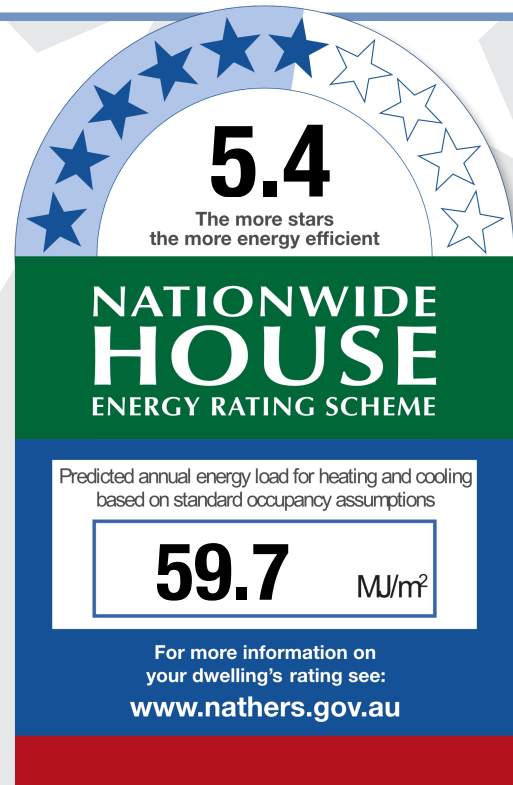 5.4
The more stars
the more energy efficient
NATIONWIDE
HOUSE
ENERGY RATING SCHEME
Predicted annual energy load for heating and cooling
based on standard occupancy assumptions
59.7 MJ/m²
For more information on
your dwelling's rating see:
www.nathers.gov.au